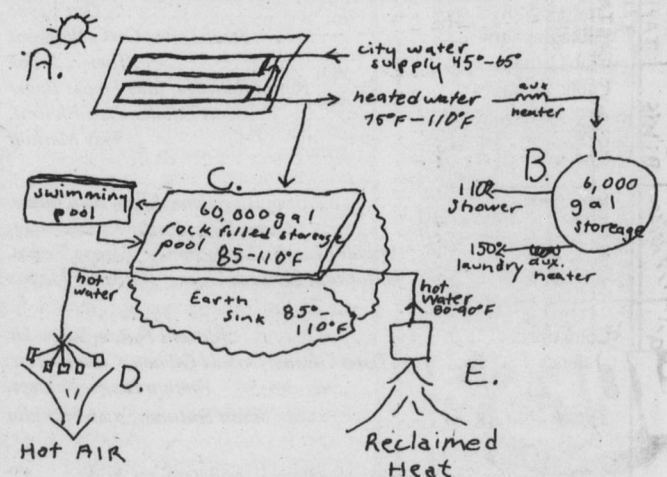 A.
city water
supply 45°-65°
heated water
75°F-110°F
aux
heater
B.
6,000
gal
storeage
110°
shower
150°
laundry aux.
heater
C.
swimming
pool
60,000 gal
rock filled storeage
pool
85-110°F
Earth
Sink 85°-
110°F
hot
water
D.
Hot AIR
hot
water
80-90°F
E.
Reclaimed
Heat